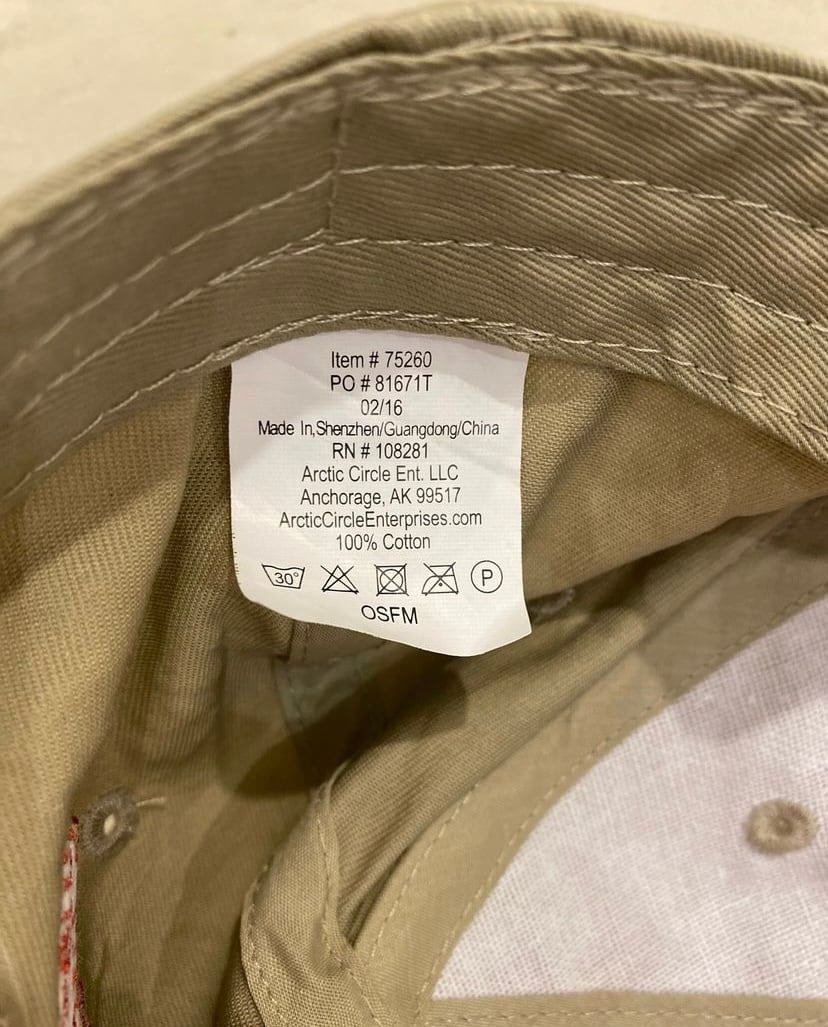 Item # 75260
PO # 81671T
02/16
Made In,Shenzhen/Guangdong/China
RN # 108281
Arctic Circle Ent. LLC
Anchorage, AK 99517
ArcticCircleEnterprises.com
100% Cotton
30° P
OSFM